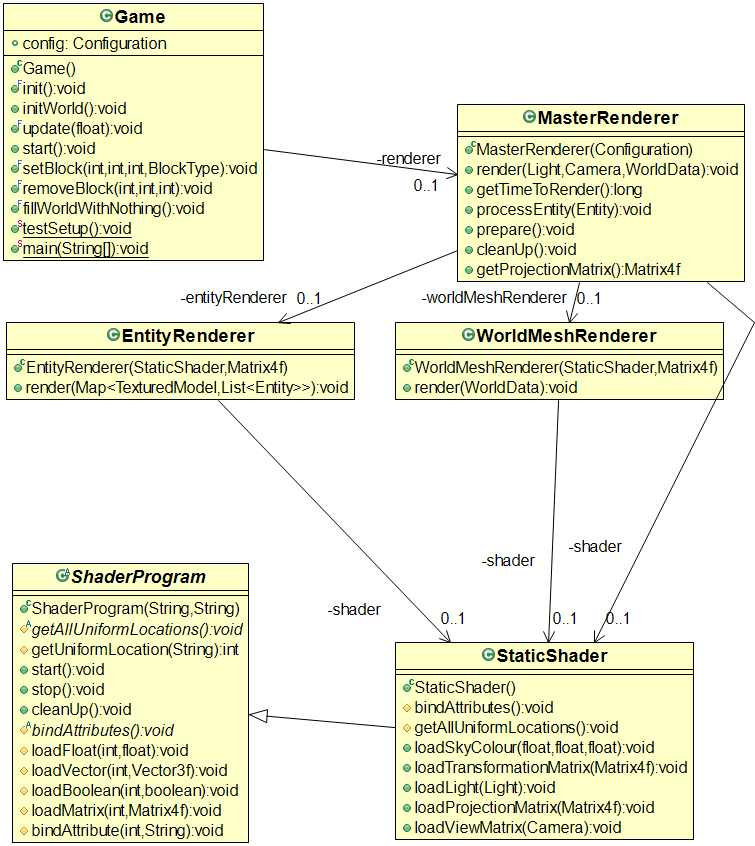 Game
config: Configuration
Game()
init():void
initWorld():void
update(float):void
start():void
setBlock(int,int,int,BlockType):void
removeBlock(int,int,int):void
fillWorldWithNothing():void
testSetup():void
main(String[]):void
-renderer
0..1
MasterRenderer
MasterRenderer(Configuration)
render(Light,Camera,WorldData):void
getTimeToRender():long
processEntity(Entity):void
prepare():void
cleanUp():void
getProjectionMatrix():Matrix4f
-entityRenderer
0..1
-worldMeshRenderer
0..1
EntityRenderer
EntityRenderer(StaticShader,Matrix4f)
render(Map<TexturedModel,List<Entity>>):void
WorldMeshRenderer
WorldMeshRenderer(StaticShader,Matrix4f)
render(WorldData):void
-shader
0..1
-shader
0..1
-shader
0..1
ShaderProgram
ShaderProgram(String,String)
getAllUniformLocations():void
getUniformLocation(String):int
start():void
stop():void
cleanUp():void
bindAttributes():void
loadFloat(int,float):void
loadVector(int,Vector3f):void
loadBoolean(int,boolean):void
loadMatrix(int,Matrix4f):void
bindAttribute(int,String):void
StaticShader
StaticShader()
bindAttributes():void
getAllUniformLocations():void
loadSkyColour(float,float,float):void
loadTransformationMatrix(Matrix4f):void
loadLight(Light):void
loadProjectionMatrix(Matrix4f):void
loadViewMatrix(Camera):void